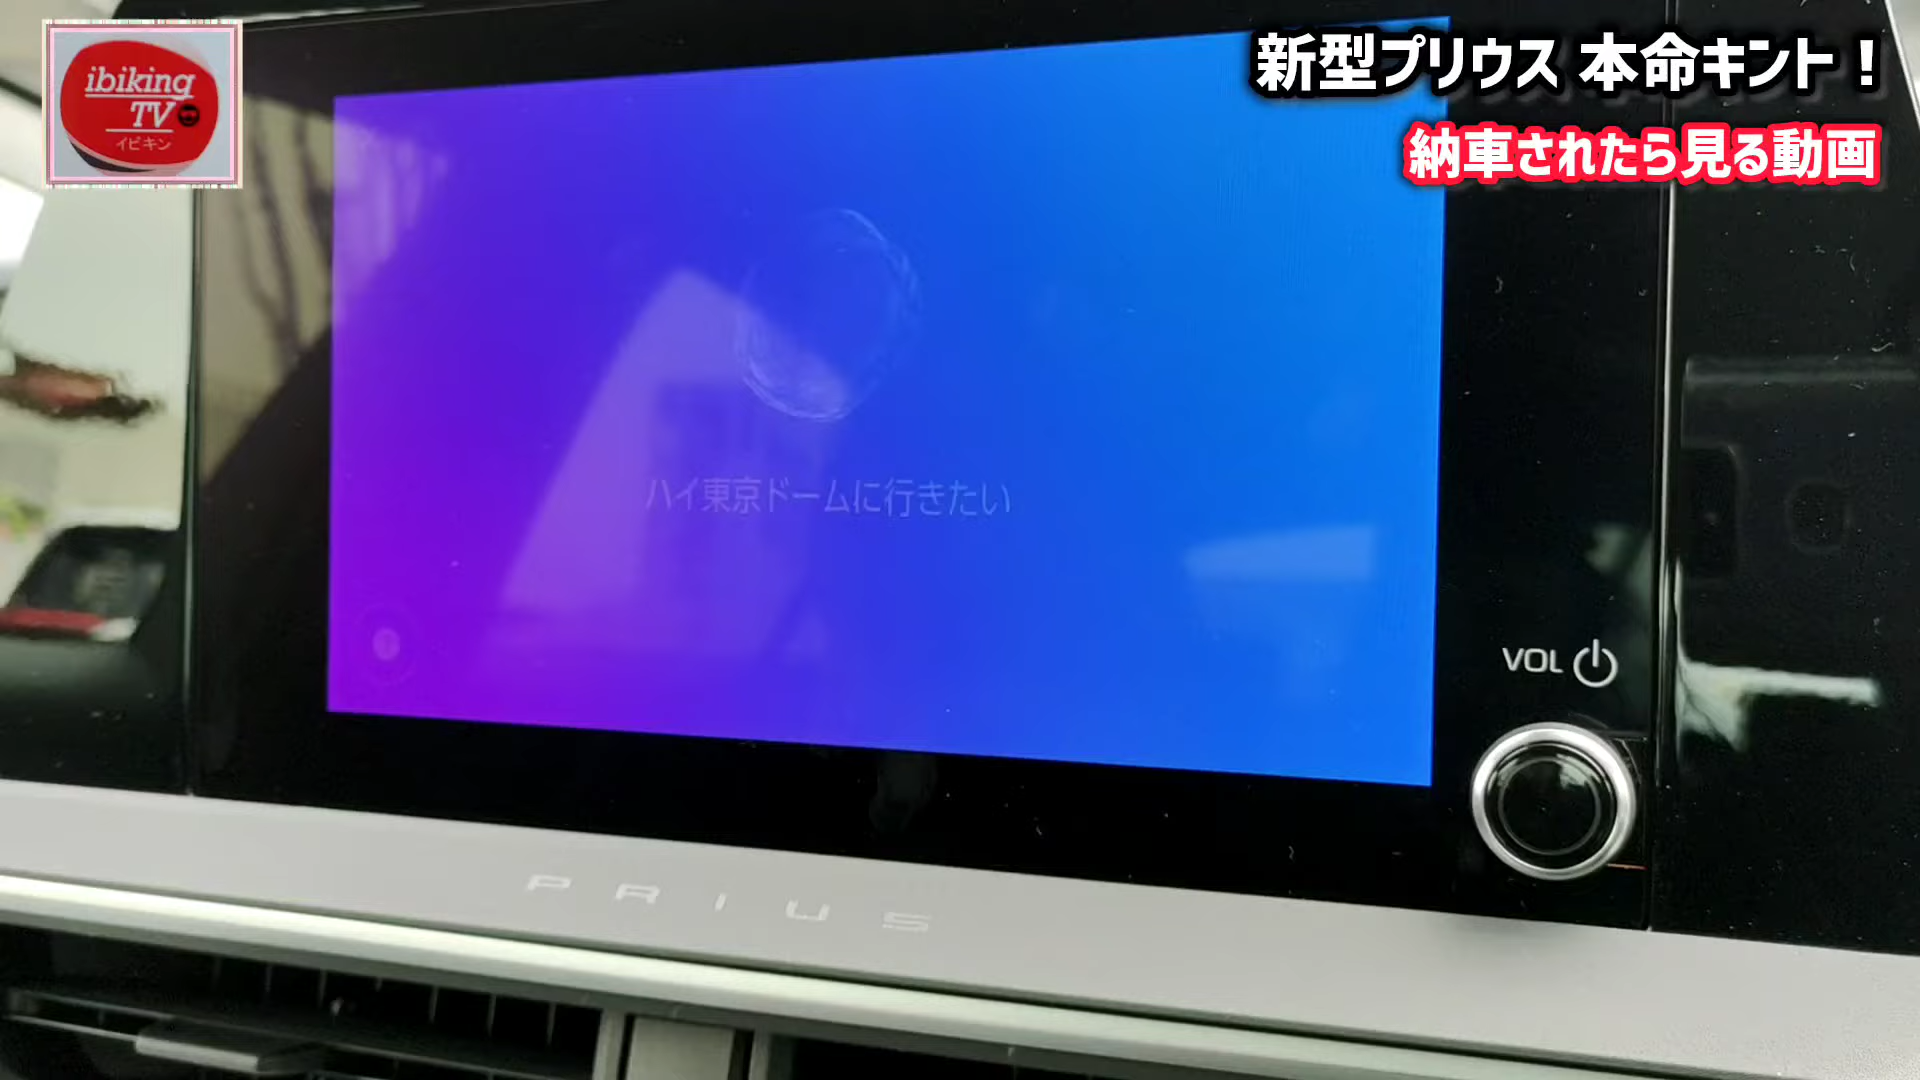 ibiking
TV
イビキン
新型プリウス 本命キント！
納車されたら見る動画
ハイ東京ドームに行きたい
VOL
PRIUS